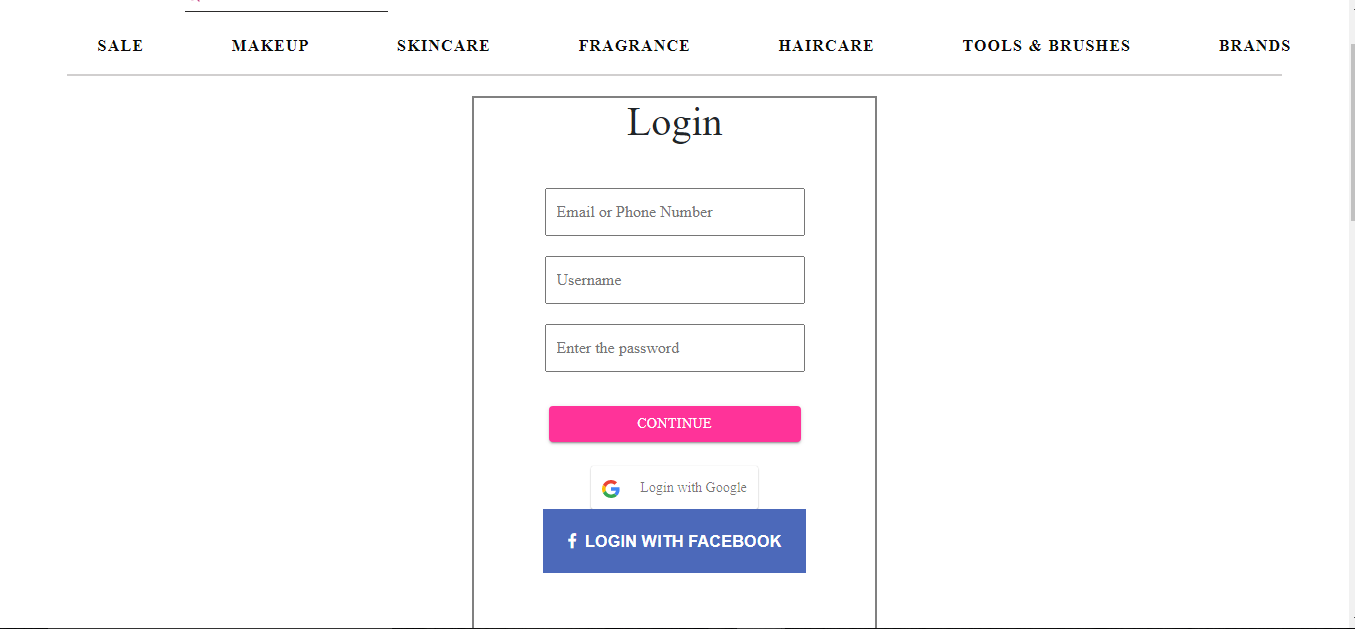 SALE MAKEUP SKINCARE FRAGRANCE HAIRCARE TOOLS & BRUSHES BRANDS
Login
Email or Phone Number
Username
Enter the password
CONTINUE
Login with Google
LOGIN WITH FACEBOOK